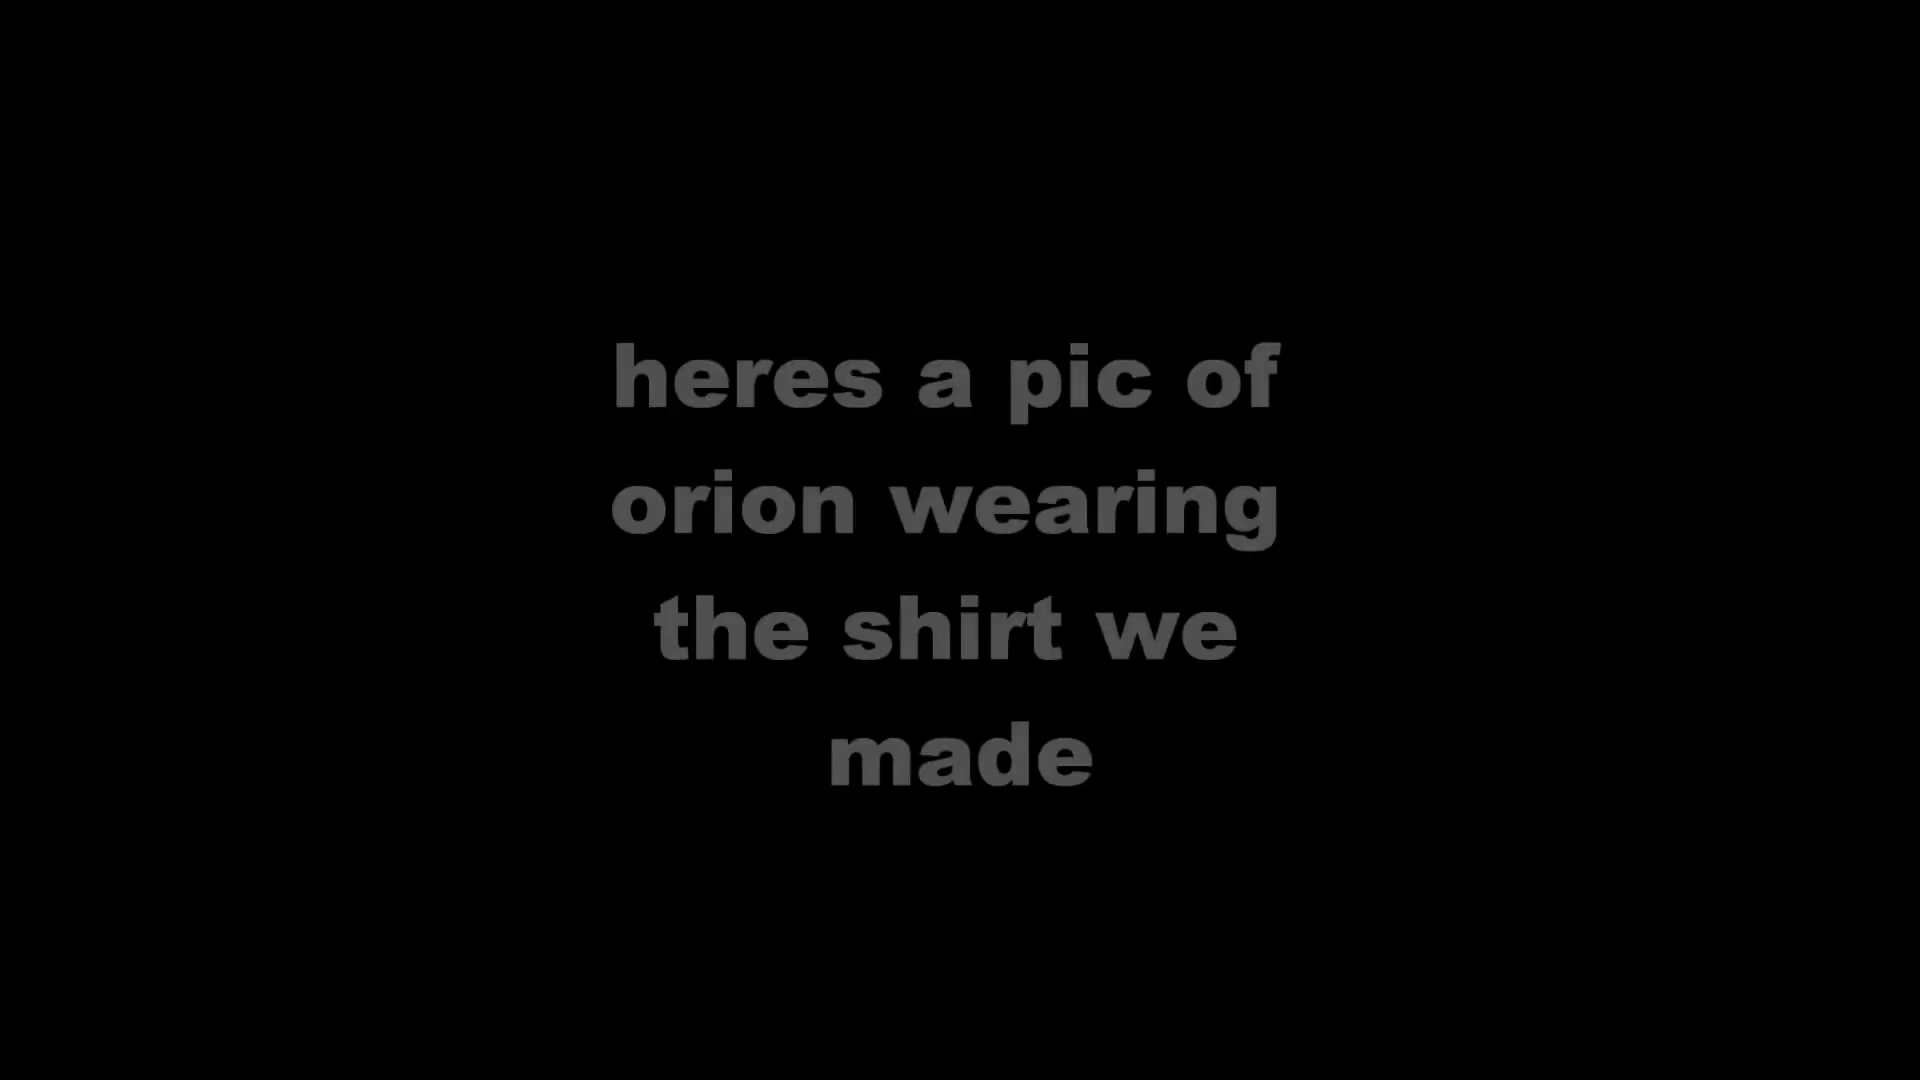 heres a pic of
orion wearing
the shirt we
made